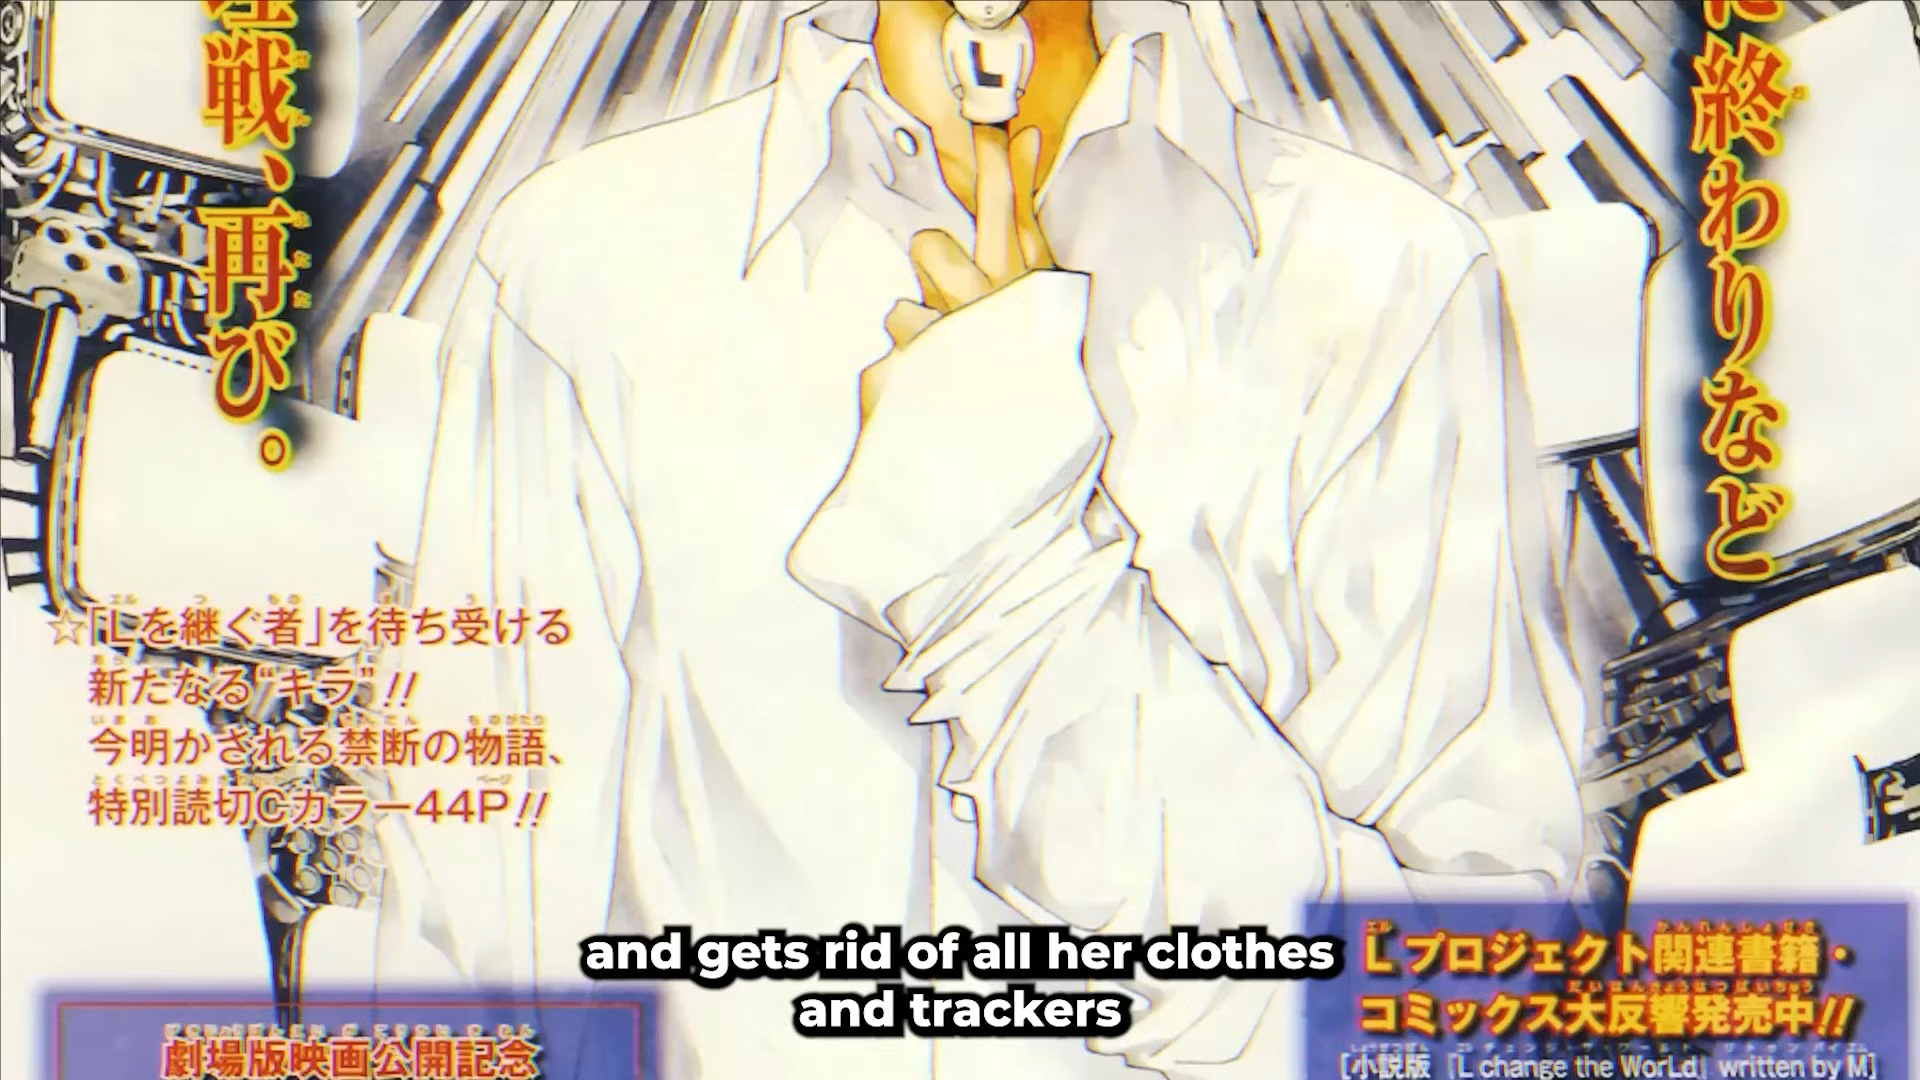 に終わりなど
理戦、再び。
L
☆「Lを継ぐ者」を待ち受ける
新たなる“キラ”!!
今明かされる禁断の物語、
特別読切Cカラー44P!!
and gets rid of all her clothes
and trackers
Lプロジェクト関連書籍・
コミックス大反響発売中!!
[小説版『L change the WorLd』written by M]
劇場版映画公開記念